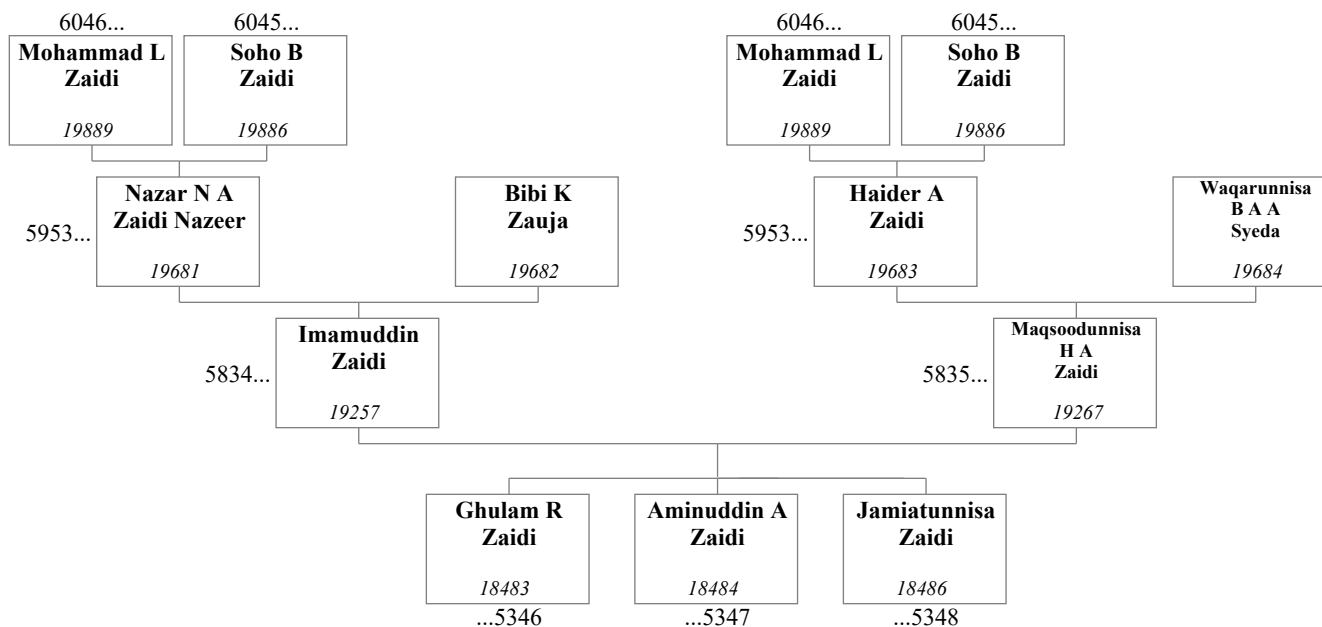 6046...
6045...
6046...
6045...
Mohammad L
Zaidi
19889
Soho B
Zaidi
19886
Mohammad L
Zaidi
19889
Soho B
Zaidi
19886
5953...
Nazar N A
Zaidi Nazeer
19681
Bibi K
Zauja
19682
5953...
Haider A
Zaidi
19683
Waqarunnisa
B A A
Syeda
19684
5834...
Imamuddin
Zaidi
19257
5835...
Maqsoodunnisa
H A
Zaidi
19267
Ghulam R
Zaidi
18483
...5346
Aminuddin A
Zaidi
18484
...5347
Jamiatunnisa
Zaidi
18486
...5348